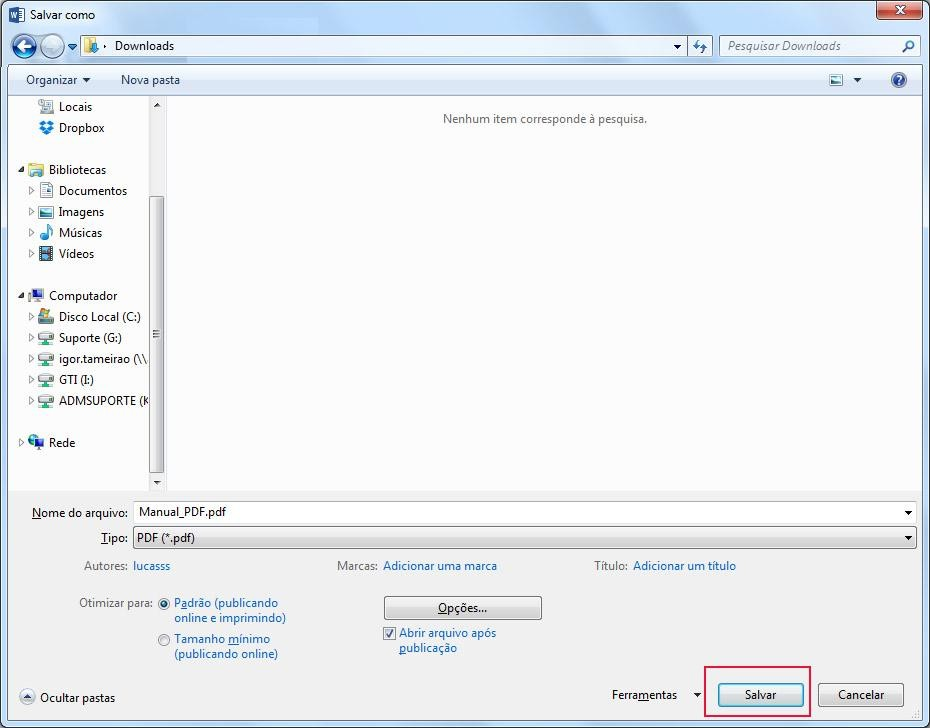 Salvar como
Downloads
Pesquisar Downloads
Organizar
Nova pasta
Locais
Dropbox
Bibliotecas
Documentos
Imagens
Músicas
Vídeos
Computador
Disco Local (C:)
Suporte (G:)
igor.tameirao (\\
GTI (I:)
ADMSUPORTE (K
Rede
Nenhum item corresponde à pesquisa.
Nome do arquivo: Manual_PDF.pdf
Tipo: PDF (*.pdf)
Autores: lucasss Marcas: Adicionar uma marca Título: Adicionar um título
Otimizar para: Padrão (publicando
online e imprimindo)
Tamanho mínimo
(publicando online)
Opções...
Abrir arquivo após
publicação
Ocultar pastas
Ferramentas
Salvar
Cancelar